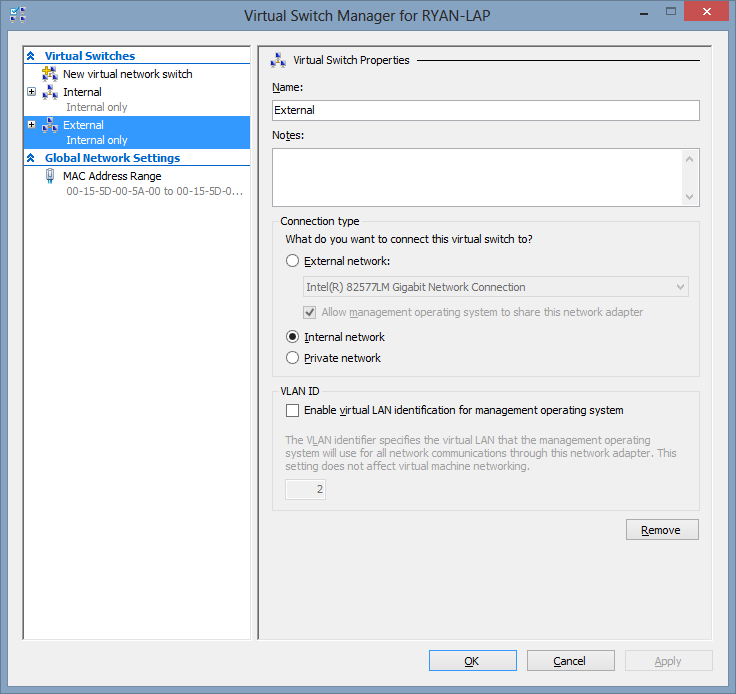 Virtual Switch Manager for RYAN-LAP
Virtual Switches
New virtual network switch
Internal
Internal only
External
Internal only
Global Network Settings
MAC Address Range
00-15-5D-00-5A-00 to 00-15-5D-0...
Virtual Switch Properties
Name:
External
Notes:
Connection type
What do you want to connect this virtual switch to?
External network:
Intel(R) 82577LM Gigabit Network Connection
Allow management operating system to share this network adapter
Internal network
Private network
VLAN ID
Enable virtual LAN identification for management operating system
The VLAN identifier specifies the virtual LAN that the management operating
system will use for all network communications through this network adapter. This
setting does not affect virtual machine networking.
2
Remove
OK
Cancel
Apply